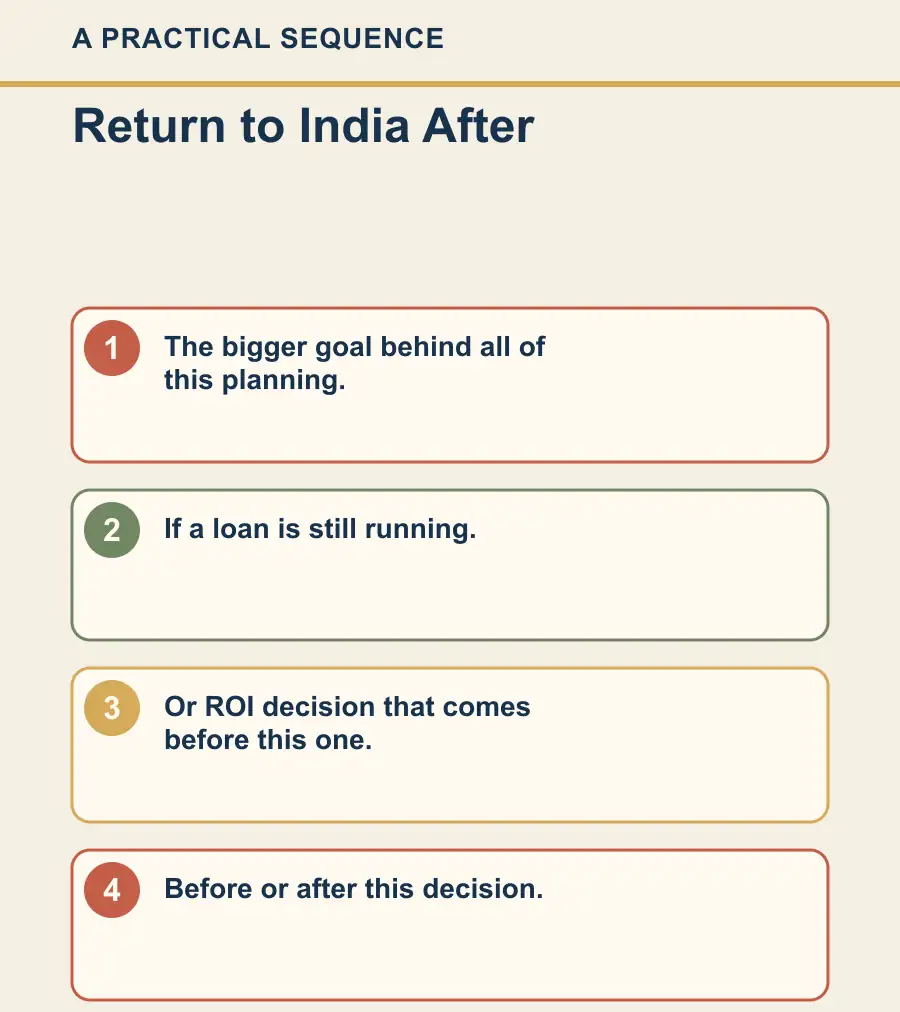 A PRACTICAL SEQUENCE
Return to India After
1
The bigger goal behind all of
this planning.
2
If a loan is still running.
3
Or ROI decision that comes
before this one.
4
Before or after this decision.